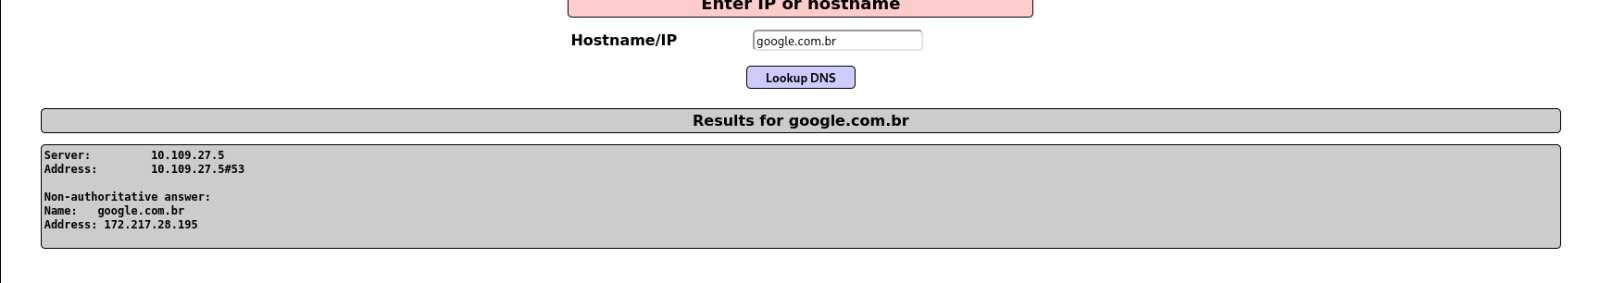 Enter IP or hostname
Hostname/IP google.com.br
Lookup DNS
Results for google.com.br
Server: 10.109.27.5
Address: 10.109.27.5#53
Non-authoritative answer:
Name: google.com.br
Address: 172.217.28.195